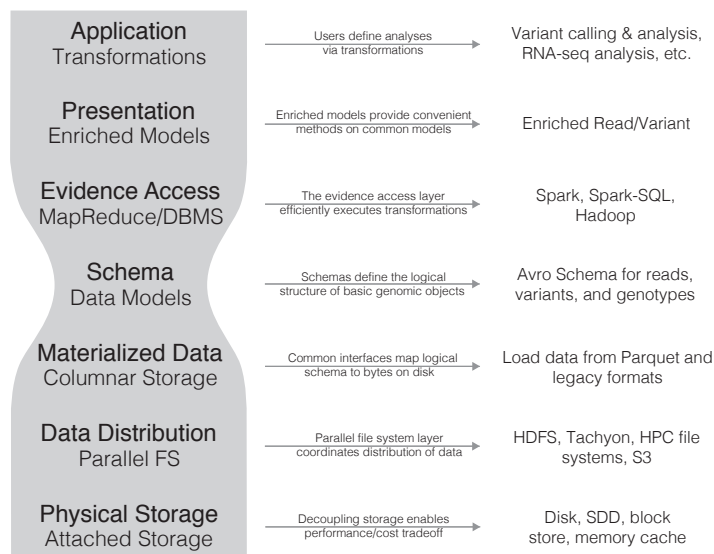 Application
Transformations
Users define analyses
via transformations
Variant calling & analysis,
RNA-seq analysis, etc.
Presentation
Enriched Models
Enriched models provide convenient
methods on common models
Enriched Read/Variant
Evidence Access
MapReduce/DBMS
The evidence access layer
efficiently executes transformations
Spark, Spark-SQL,
Hadoop
Schema
Data Models
Schemas define the logical
structure of basic genomic objects
Avro Schema for reads,
variants, and genotypes
Materialized Data
Columnar Storage
Common interfaces map logical
schema to bytes on disk
Load data from Parquet and
legacy formats
Data Distribution
Parallel FS
Parallel file system layer
coordinates distribution of data
HDFS, Tachyon, HPC file
systems, S3
Physical Storage
Attached Storage
Decoupling storage enables
performance/cost tradeoff
Disk, SDD, block
store, memory cache